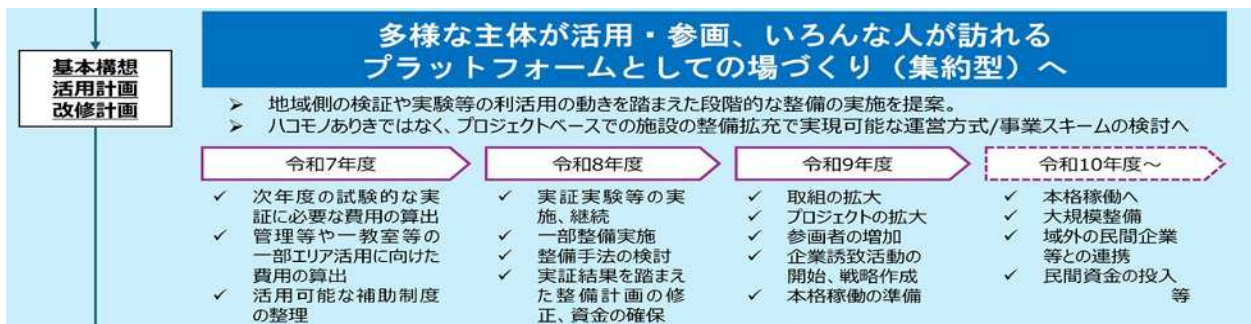 多様な主体が活用・参画、いろんな人が訪れる
プラットフォームとしての場づくり（集約型）へ
基本構想
活用計画
改修計画
➢ 地域側の検証や実験等の利活用の動きを踏まえた段階的な整備の実施を提案。
➢ ハコモノありきではなく、プロジェクトベースでの施設の整備拡充で実現可能な運営方式/事業スキームの検討へ
令和7年度
✓ 次年度の試験的な実
証に必要な費用の算出
✓ 管理等や一教室等の
一部エリア活用に向けた
費用の算出
✓ 活用可能な補助制度
の整理
令和8年度
✓ 実証実験等の実
施、継続
✓ 一部整備実施
✓ 整備手法の検討
✓ 実証結果を踏まえ
た整備計画の修
正、資金の確保
令和9年度
✓ 取組の拡大
✓ プロジェクトの拡大
✓ 参画者の増加
✓ 企業誘致活動の
開始、戦略作成
✓ 本格稼働の準備
令和10年度～
✓ 本格稼働へ
✓ 大規模整備
✓ 域外の民間企業
等との連携
✓ 民間資金の投入
等